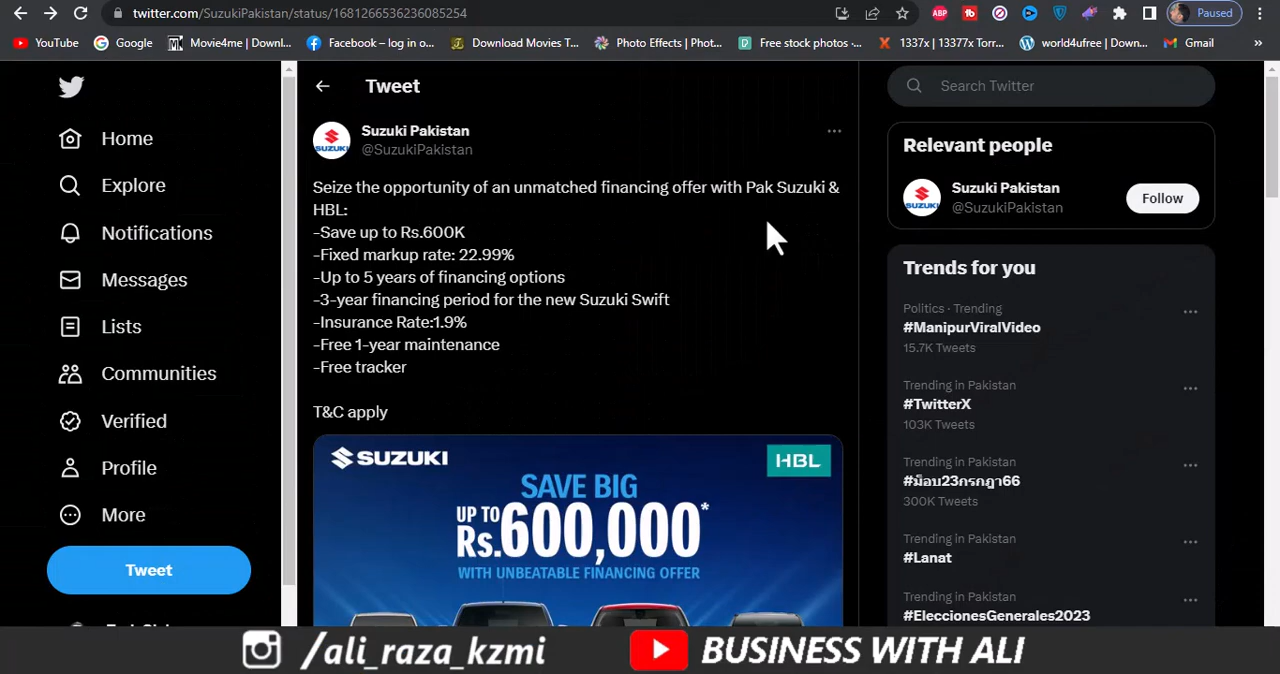 twitter.com/SuzukiPakistan/status/1681266536236085254
ABP
Paused
YouTube
Google
Movie4me | Downl...
Facebook – log in o...
Download Movies T...
Photo Effects | Phot...
Free stock photos -...
1337x | 13377x Torr...
world4ufree | Down...
Gmail
»
Home
Explore
Notifications
Messages
Lists
Communities
Verified
Profile
More
Tweet
Tweet
Suzuki Pakistan
@SuzukiPakistan
Seize the opportunity of an unmatched financing offer with Pak Suzuki &
HBL:
-Save up to Rs.600K
-Fixed markup rate: 22.99%
-Up to 5 years of financing options
-3-year financing period for the new Suzuki Swift
-Insurance Rate:1.9%
-Free 1-year maintenance
-Free tracker
T&C apply
SUZUKI
HBL
SAVE BIG
UP TO
Rs.600,000*
WITH UNBEATABLE FINANCING OFFER
Search Twitter
Relevant people
Suzuki Pakistan
@SuzukiPakistan
Follow
Trends for you
Politics · Trending
#ManipurViralVideo
15.7K Tweets
Trending in Pakistan
#TwitterX
103K Tweets
Trending in Pakistan
#ม็อบ23กรกฎา66
300K Tweets
Trending in Pakistan
#Lanat
Trending in Pakistan
#EleccionesGenerales2023
/ali_raza_kzmi
BUSINESS WITH ALI